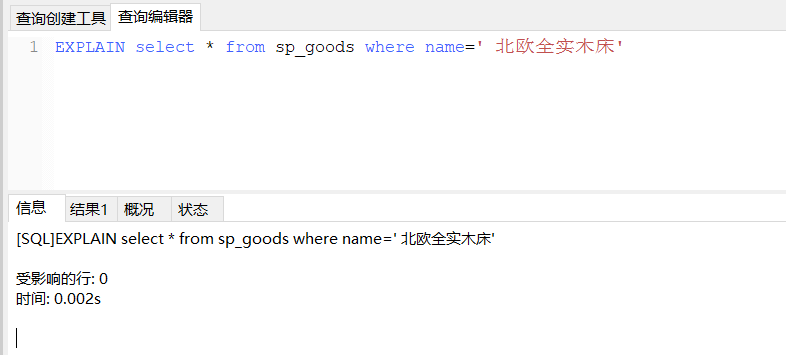 查询创建工具 查询编辑器
1 EXPLAIN select * from sp_goods where name=' 北欧全实木床'
信息 结果1 概况 状态
[SQL]EXPLAIN select * from sp_goods where name=' 北欧全实木床'
受影响的行: 0
时间: 0.002s